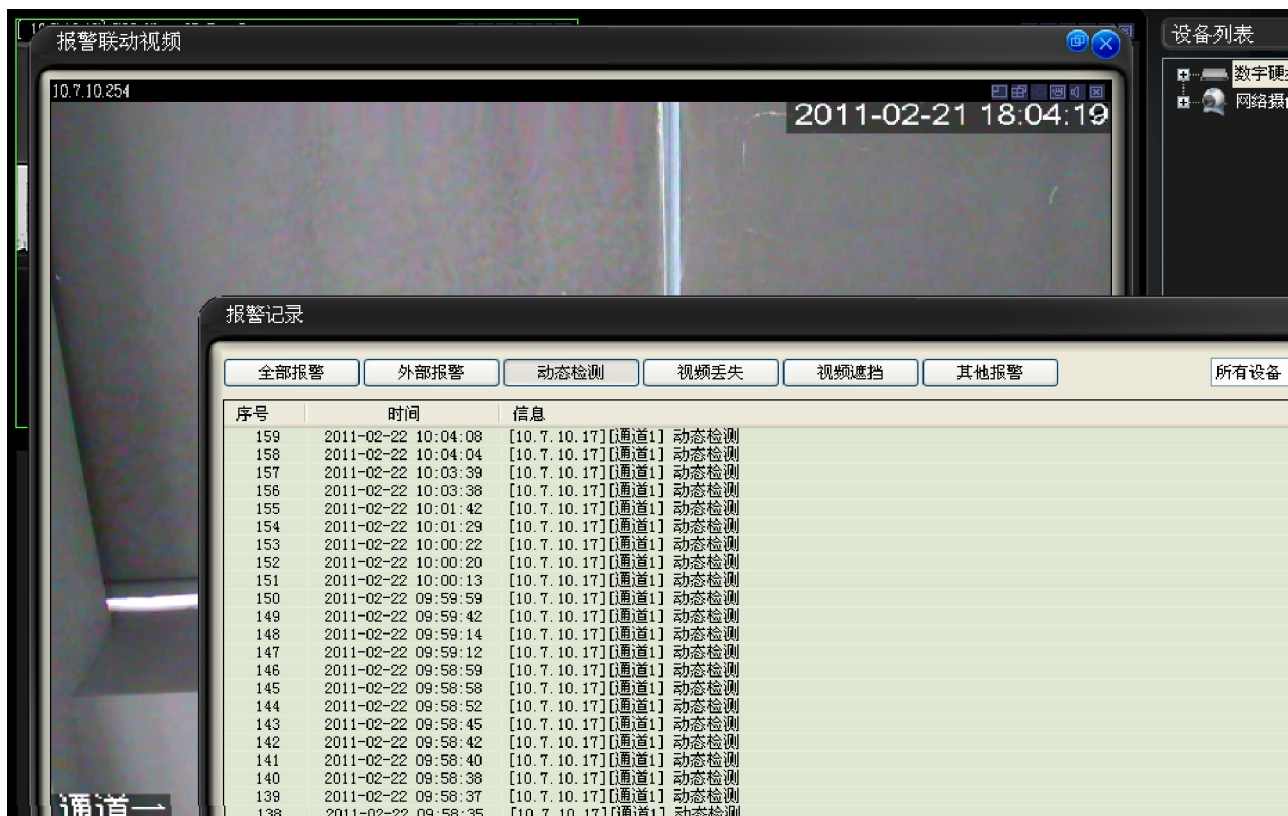 报警联动视频
设备列表
10.7.10.254
2011-02-21 18:04:19
数字硬
网络摄
报警记录
全部报警 外部报警 动态检测 视频丢失 视频遮挡 其他报警 所有设备
序号 时间 信息
159 2011-02-22 10:04:08 [10.7.10.17][通道1] 动态检测
158 2011-02-22 10:04:04 [10.7.10.17][通道1] 动态检测
157 2011-02-22 10:03:39 [10.7.10.17][通道1] 动态检测
156 2011-02-22 10:03:38 [10.7.10.17][通道1] 动态检测
155 2011-02-22 10:01:42 [10.7.10.17][通道1] 动态检测
154 2011-02-22 10:01:29 [10.7.10.17][通道1] 动态检测
153 2011-02-22 10:00:22 [10.7.10.17][通道1] 动态检测
152 2011-02-22 10:00:20 [10.7.10.17][通道1] 动态检测
151 2011-02-22 10:00:13 [10.7.10.17][通道1] 动态检测
150 2011-02-22 09:59:59 [10.7.10.17][通道1] 动态检测
149 2011-02-22 09:59:42 [10.7.10.17][通道1] 动态检测
148 2011-02-22 09:59:14 [10.7.10.17][通道1] 动态检测
147 2011-02-22 09:59:12 [10.7.10.17][通道1] 动态检测
146 2011-02-22 09:58:59 [10.7.10.17][通道1] 动态检测
145 2011-02-22 09:58:58 [10.7.10.17][通道1] 动态检测
144 2011-02-22 09:58:52 [10.7.10.17][通道1] 动态检测
143 2011-02-22 09:58:45 [10.7.10.17][通道1] 动态检测
142 2011-02-22 09:58:42 [10.7.10.17][通道1] 动态检测
141 2011-02-22 09:58:40 [10.7.10.17][通道1] 动态检测
140 2011-02-22 09:58:38 [10.7.10.17][通道1] 动态检测
139 2011-02-22 09:58:37 [10.7.10.17][通道1] 动态检测
138 2011-02-22 09:58:35 [10.7.10.17][通道1] 动态检测
通道一